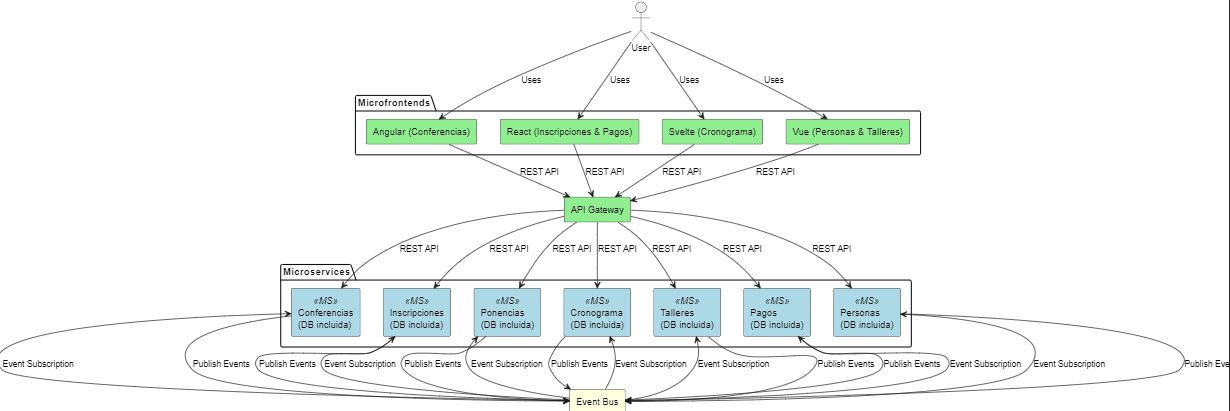 User
Uses Uses Uses Uses
Microfrontends
Angular (Conferencias) React (Inscripciones & Pagos) Svelte (Cronograma) Vue (Personas & Talleres)
REST API REST API REST API REST API
API Gateway
REST API REST API REST API REST API REST API REST API REST API
Microservices
«MS» «MS» «MS» «MS» «MS» «MS» «MS»
Conferencias Inscripciones Ponencias Cronograma Talleres Pagos Personas
(DB incluida) (DB incluida) (DB incluida) (DB incluida) (DB incluida) (DB incluida) (DB incluida)
Event Subscription Publish Events Publish Events Event Subscription Publish Events Event Subscription Publish Events Event Subscription Event Subscription Publish Events Publish Events Event Subscription Event Subscription Publish Eve
Event Bus